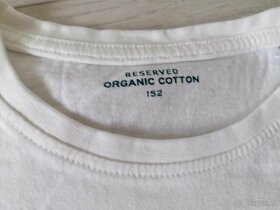 RESERVED
ORGANIC COTTON
152